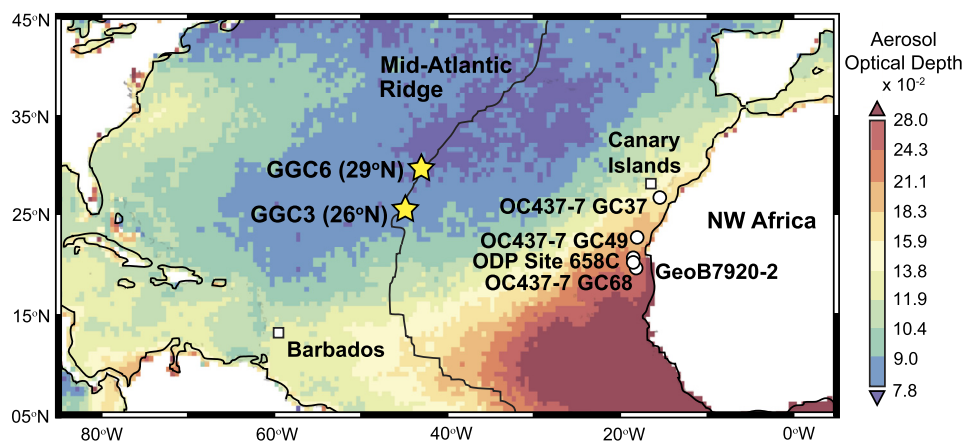 45°N
35°N
25°N
15°N
05°N
80°W
60°W
40°W
20°W
0°W
Mid-Atlantic
Ridge
GGC6 (29°N)
GGC3 (26°N)
Canary
Islands
OC437-7 GC37
NW Africa
OC437-7 GC49
ODP Site 658C
GeoB7920-2
OC437-7 GC68
Barbados
Aerosol
Optical Depth
x 10-2
28.0
24.3
21.1
18.3
15.9
13.8
11.9
10.4
9.0
7.8